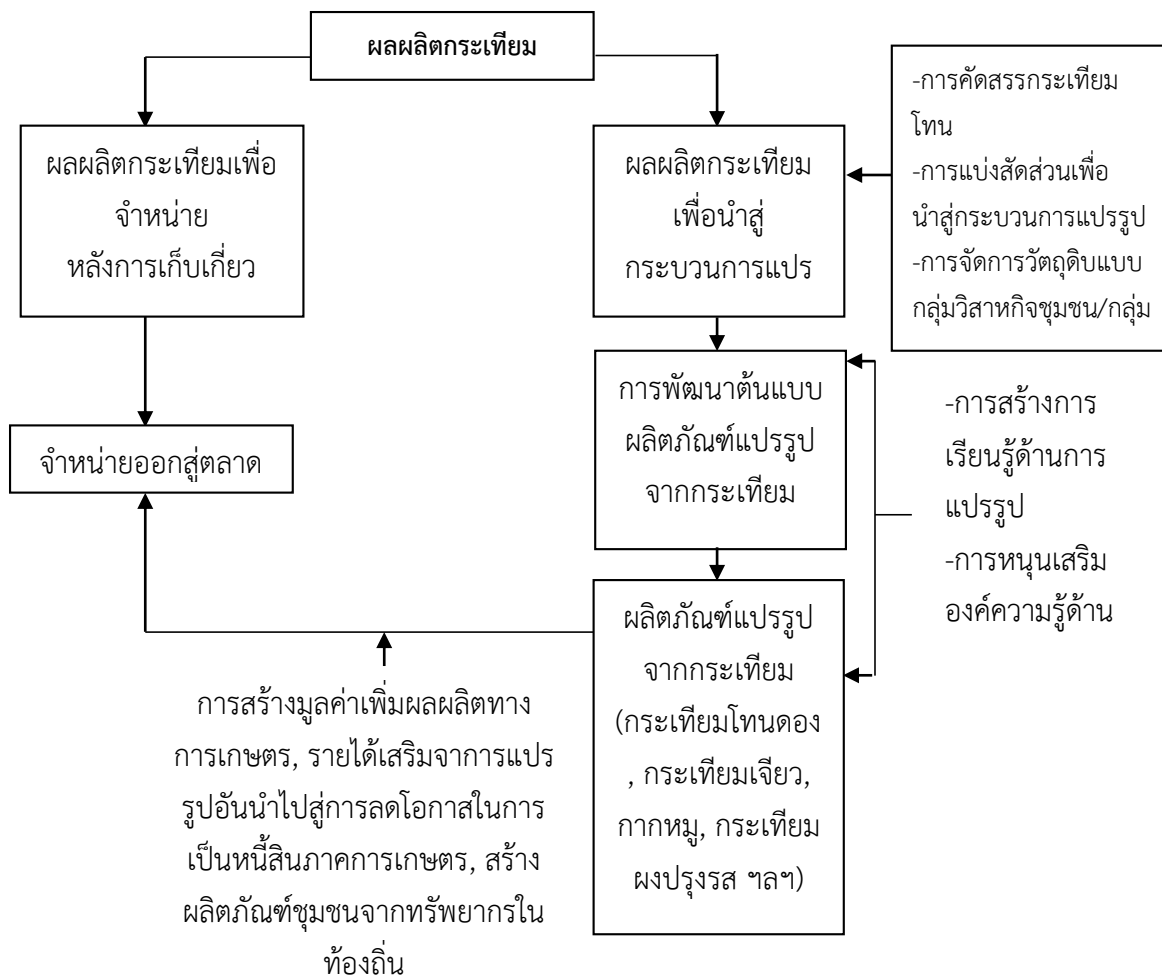 ผลผลิตกระเทียม
ผลผลิตกระเทียมเพื่อ
จำหน่าย
หลังการเก็บเกี่ยว
ผลผลิตกระเทียม
เพื่อนำสู่
กระบวนการแปร
-การคัดสรรกระเทียม
โทน
-การแบ่งสัดส่วนเพื่อ
นำสู่กระบวนการแปรรูป
-การจัดการวัตถุดิบแบบ
กลุ่มวิสาหกิจชุมชน/กลุ่ม
จำหน่ายออกสู่ตลาด
การพัฒนาต้นแบบ
ผลิตภัณฑ์แปรรูป
จากกระเทียม
-การสร้างการ
เรียนรู้ด้านการ
แปรรูป
-การหนุนเสริม
องค์ความรู้ด้าน
ผลิตภัณฑ์แปรรูป
จากกระเทียม
(กระเทียมโทนดอง
, กระเทียมเจียว,
กากหมู, กระเทียม
ผงปรุงรส ฯลฯ)
การสร้างมูลค่าเพิ่มผลผลิตทาง
การเกษตร, รายได้เสริมจาการแปร
รูปอันนำไปสู่การลดโอกาสในการ
เป็นหนี้สินภาคการเกษตร, สร้าง
ผลิตภัณฑ์ชุมชนจากทรัพยากรใน
ท้องถิ่น